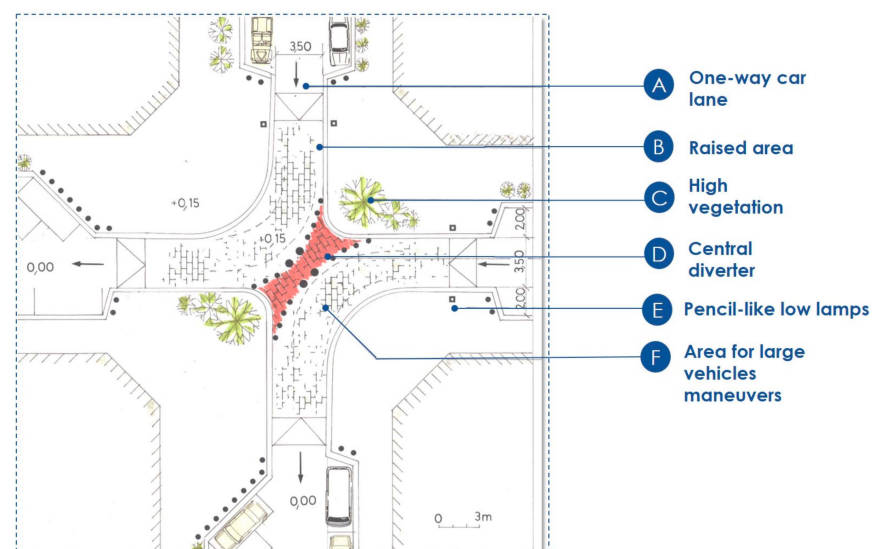 3,50
A One-way car
lane
B Raised area
C High
vegetation
+0,15
2,00
+0,15
D Central
diverter
0,00
3,50
E Pencil-like low lamps
2,00
F Area for large
vehicles
maneuvers
0,00
0 3m